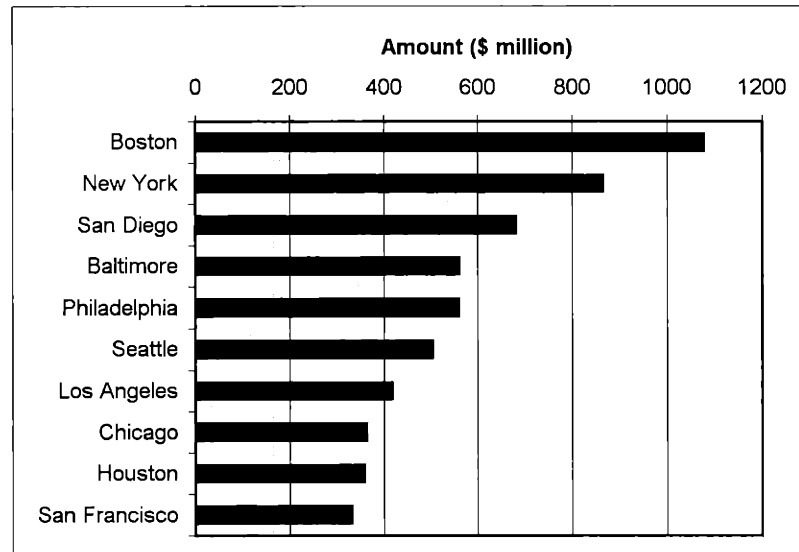 Amount ($ million)
0 200 400 600 800 1000 1200
Boston
New York
San Diego
Baltimore
Philadelphia
Seattle
Los Angeles
Chicago
Houston
San Francisco